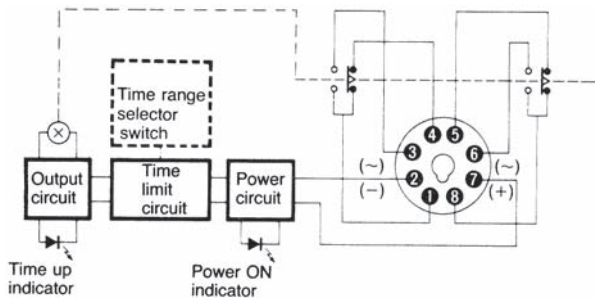 Time range
selector
switch
Output
circuit
Time
limit
circuit
Power
circuit
Time up
indicator
Power ON
indicator
4 5
3 6
(~) (~)
2 7
(−) (+)
1 8